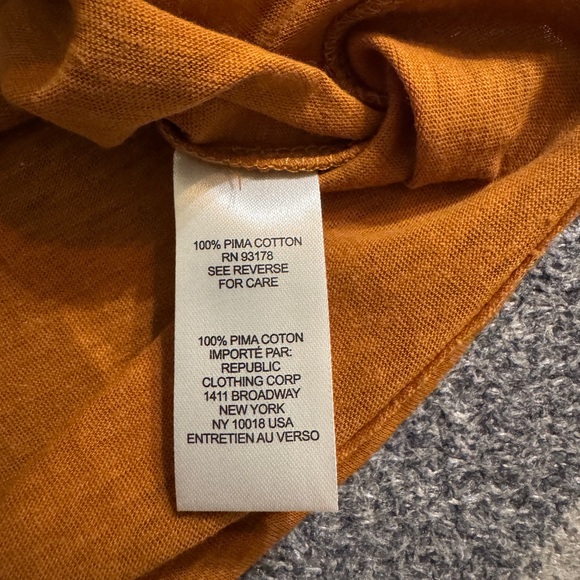 100% PIMA COTTON
RN 93178
SEE REVERSE
FOR CARE
100% PIMA COTON
IMPORTÉ PAR:
REPUBLIC
CLOTHING CORP
1411 BROADWAY
NEW YORK
NY 10018 USA
ENTRETIEN AU VERSO